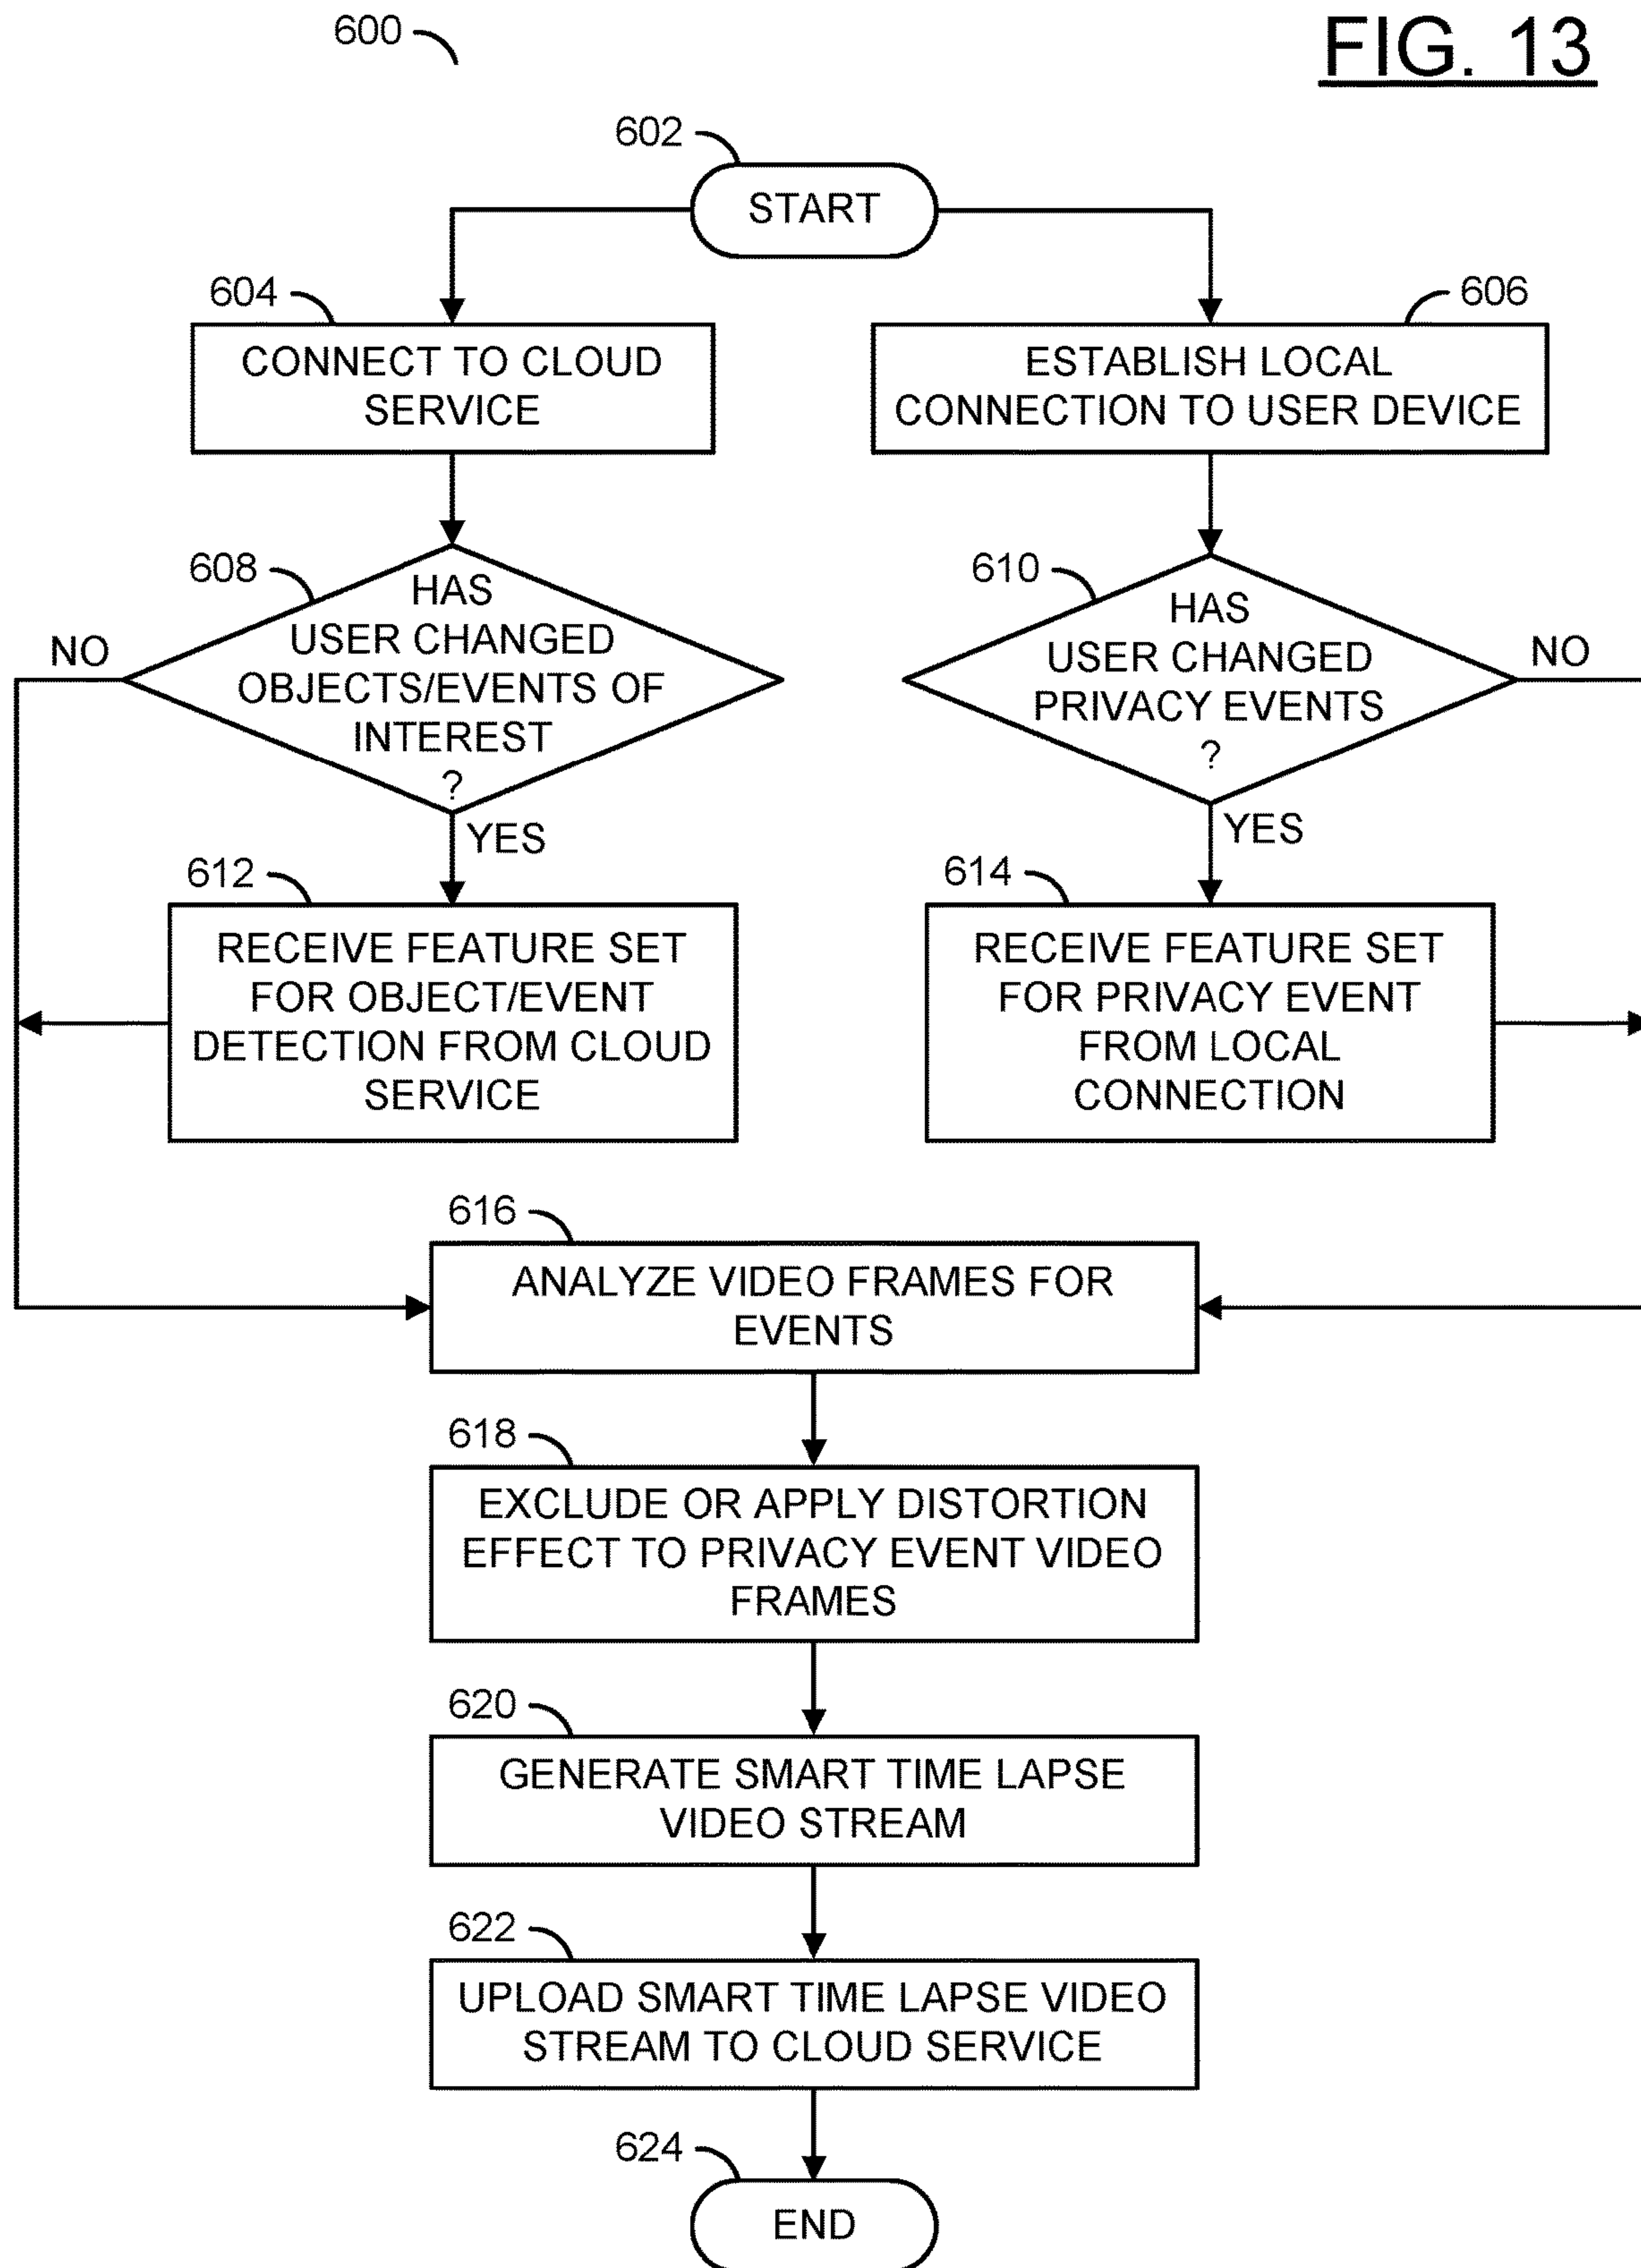 600
FIG. 13
602
START
604
CONNECT TO CLOUD
SERVICE
606
ESTABLISH LOCAL
CONNECTION TO USER DEVICE
608
HAS
USER CHANGED
OBJECTS/EVENTS OF
INTEREST
?
NO
YES
610
HAS
USER CHANGED
PRIVACY EVENTS
?
NO
YES
612
RECEIVE FEATURE SET
FOR OBJECT/EVENT
DETECTION FROM CLOUD
SERVICE
614
RECEIVE FEATURE SET
FOR PRIVACY EVENT
FROM LOCAL
CONNECTION
616
ANALYZE VIDEO FRAMES FOR
EVENTS
618
EXCLUDE OR APPLY DISTORTION
EFFECT TO PRIVACY EVENT VIDEO
FRAMES
620
GENERATE SMART TIME LAPSE
VIDEO STREAM
622
UPLOAD SMART TIME LAPSE VIDEO
STREAM TO CLOUD SERVICE
624
END